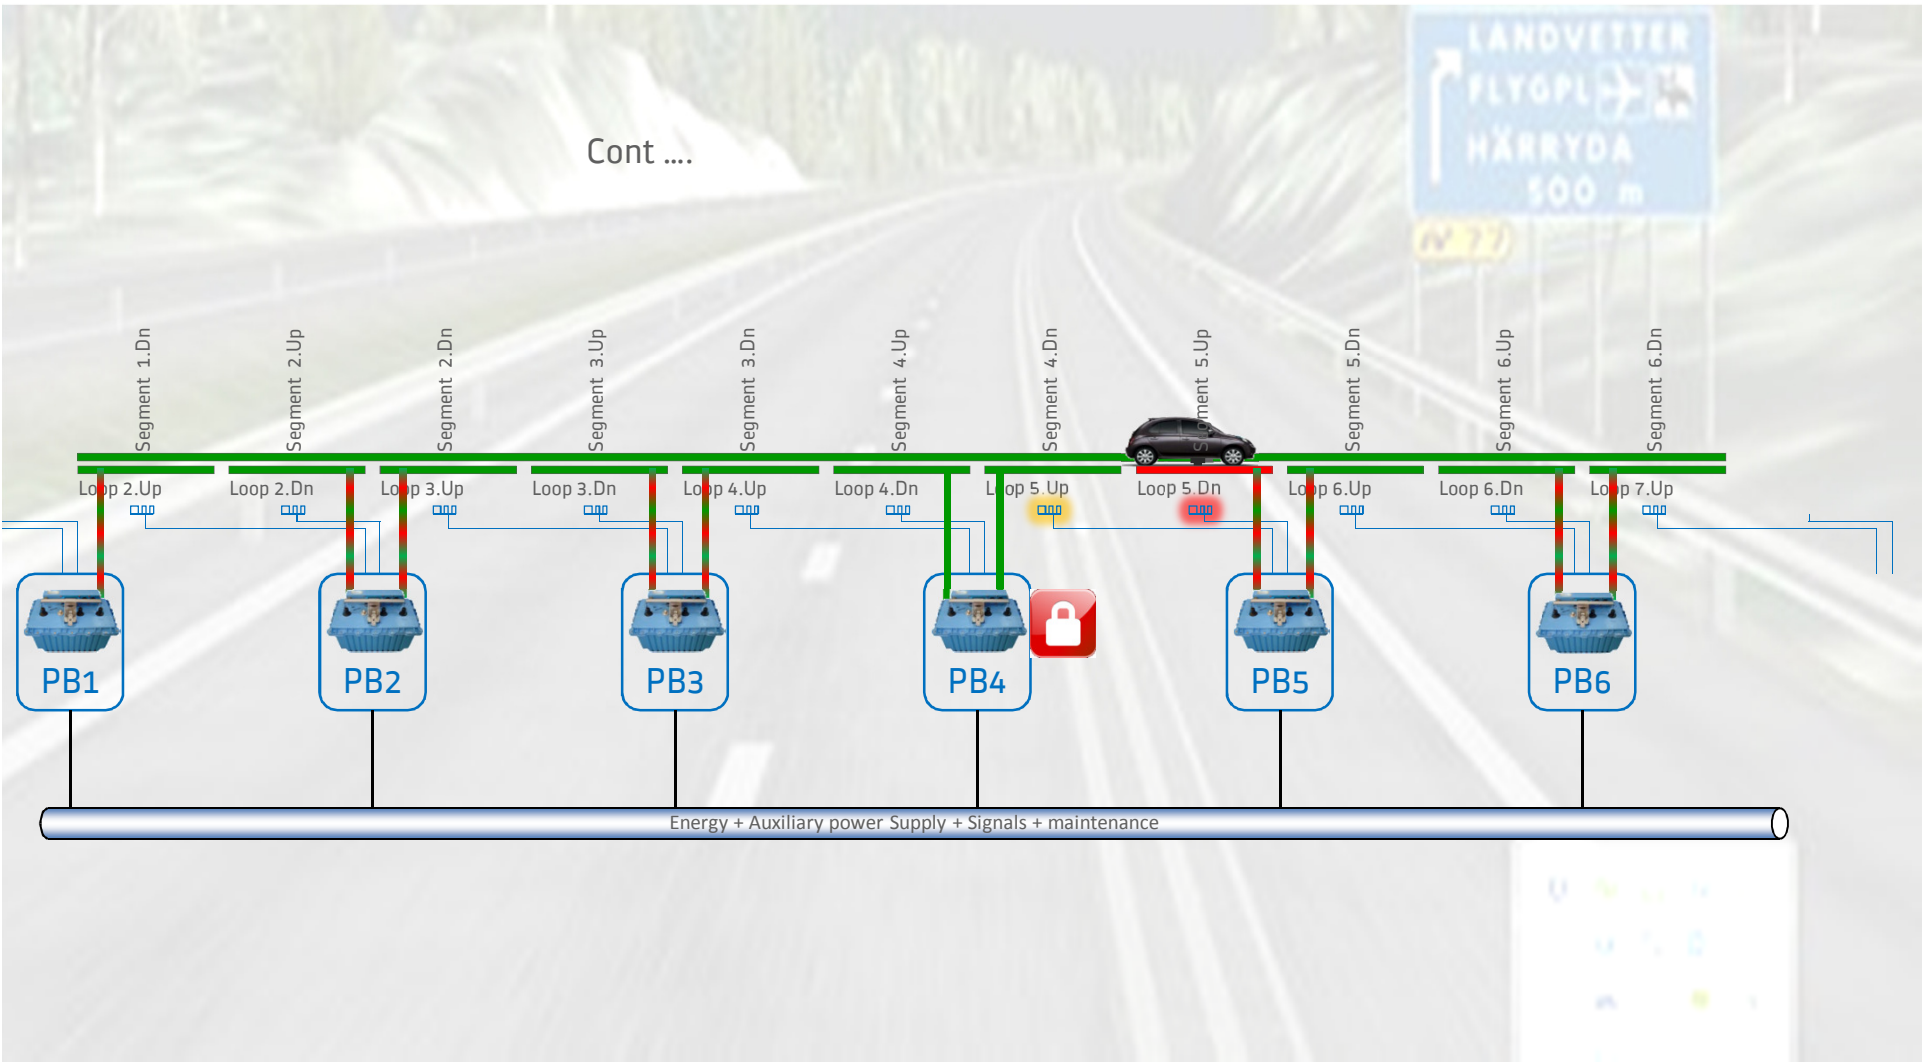 LANDVETTER
FLYGPL
HÄRRYDA
500 m
Cont ....
Segment 1.Dn
Segment 2.Up
Segment 2.Dn
Segment 3.Up
Segment 3.Dn
Segment 4.Up
Segment 4.Dn
Segment 5.Up
Segment 5.Dn
Segment 6.Up
Segment 6.Dn
Loop 2.Up
Loop 2.Dn
Loop 3.Up
Loop 3.Dn
Loop 4.Up
Loop 4.Dn
Loop 5.Up
Loop 5.Dn
Loop 6.Up
Loop 6.Dn
Loop 7.Up
PB1
PB2
PB3
PB4
PB5
PB6
Energy + Auxiliary power Supply + Signals + maintenance